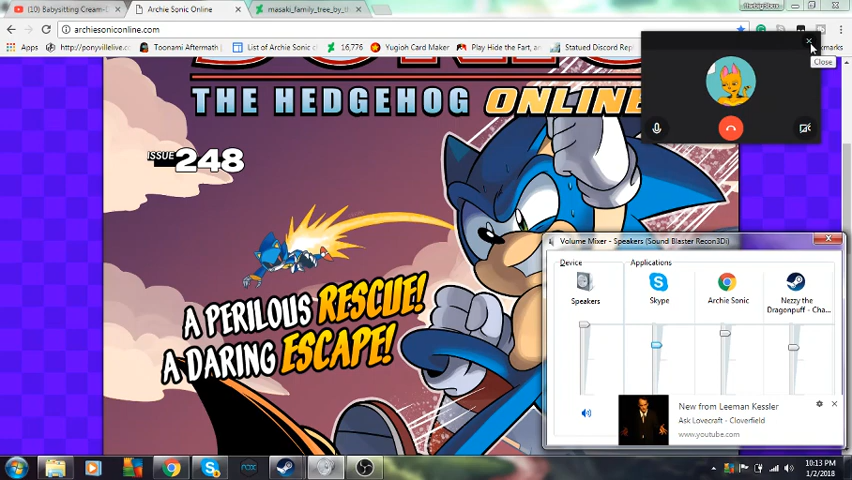 (10) Babysitting Cream-
Archie Sonic Online
masaki_family_tree_by_th
archiesoniconline.com
Apps
http://ponyvillelive.c
Toonami Aftermath
List of Archie Sonic c
16,776
Yugioh Card Maker
Play Hide the Fart, an
Statued Discord Rep
okmarks
Close
THE HEDGEHOG ONLINE
ISSUE 248
A PERILOUS RESCUE!
A DARING ESCAPE!
Volume Mixer - Speakers (Sound Blaster Recon3Di)
Device
Applications
Speakers
Skype
Archie Sonic
Nezzy the
Dragonpuff - Cha...
New from Leeman Kessler
Ask Lovecraft - Cloverfield
www.youtube.com
10:13 PM
1/2/2018